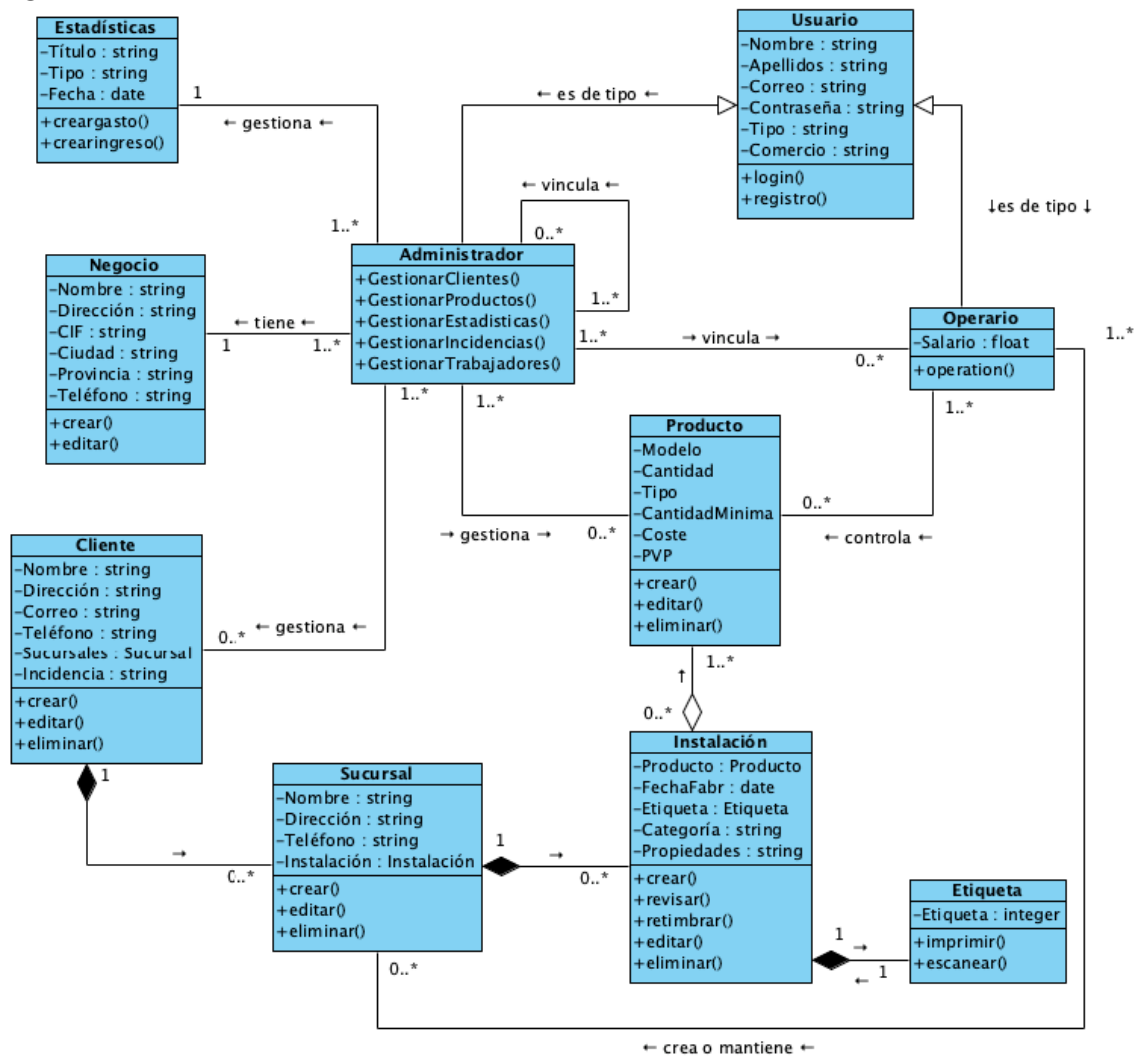 Estadísticas
-Título : string
-Tipo : string
-Fecha : date
+creargasto()
+crearingreso()
1
← gestiona ←
1..*
← es de tipo ←
Usuario
-Nombre : string
-Apellidos : string
-Correo : string
-Contraseña : string
-Tipo : string
-Comercio : string
+login()
+registro()
↓es de tipo ↓
← vincula ←
0..*
1..*
Negocio
-Nombre : string
-Dirección : string
-CIF : string
-Ciudad : string
-Provincia : string
-Teléfono : string
+crear()
+editar()
← tiene ←
1
1..*
Administrador
+GestionarClientes()
+GestionarProductos()
+GestionarEstadisticas()
+GestionarIncidencias()
+GestionarTrabajadores()
1..*
→ vincula →
0..*
Operario
-Salario : float
+operation()
1..*
1..*
1..*
1..*
Producto
-Modelo
-Cantidad
-Tipo
-CantidadMinima
-Coste
-PVP
+crear()
+editar()
+eliminar()
→ gestiona →
0..*
0..*
← controla ←
Cliente
-Nombre : string
-Dirección : string
-Correo : string
-Teléfono : string
-Sucursales : Sucursal
-Incidencia : string
+crear()
+editar()
+eliminar()
0..*
← gestiona ←
1..*
↑
0..*
1
→
0..*
Sucursal
-Nombre : string
-Dirección : string
-Teléfono : string
-Instalación : Instalación
+crear()
+editar()
+eliminar()
1
→
0..*
Instalación
-Producto : Producto
-FechaFabr : date
-Etiqueta : Etiqueta
-Categoría : string
-Propiedades : string
+crear()
+revisar()
+retimbrar()
+editar()
+eliminar()
1
→
1
←
Etiqueta
-Etiqueta : integer
+imprimir()
+escanear()
0..*
← crea o mantiene ←